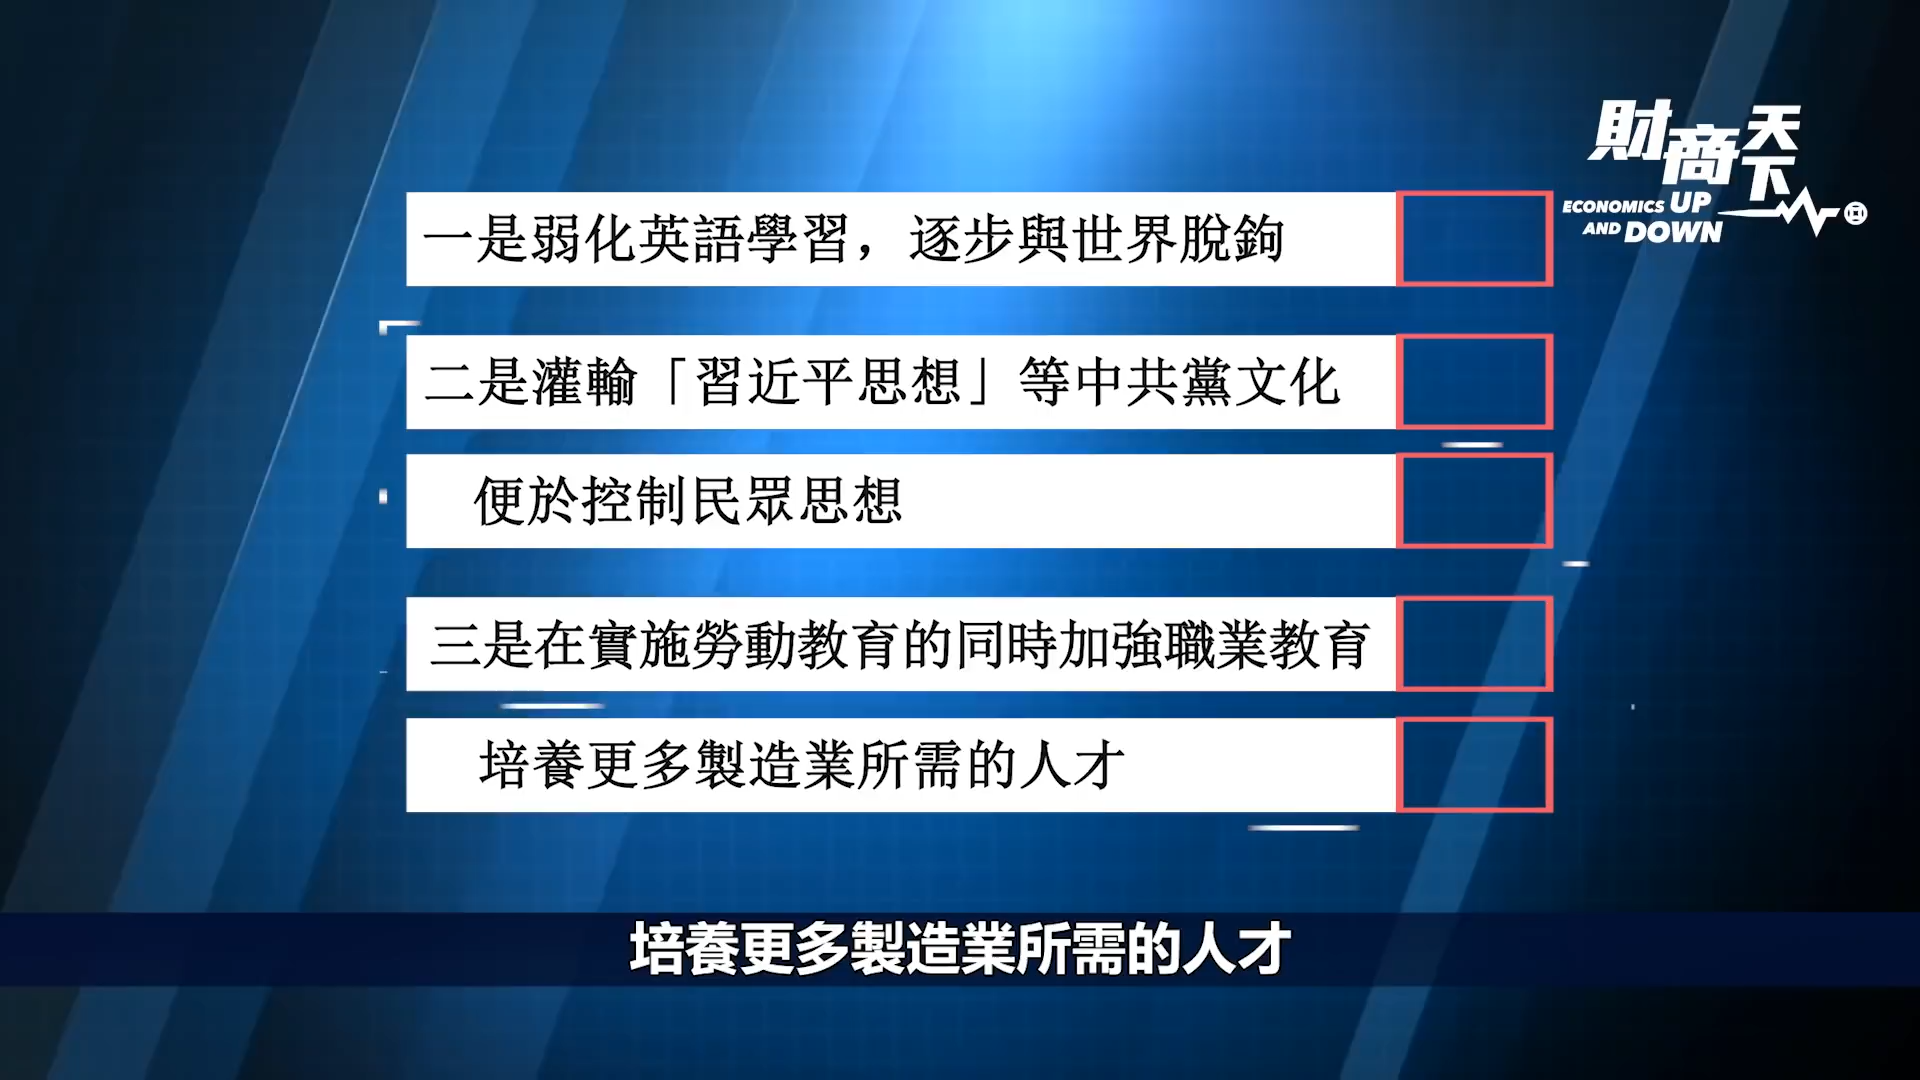 財商天下
ECONOMICS UP
AND DOWN
一是弱化英語學習，逐步與世界脫鉤
二是灌輸「習近平思想」等中共黨文化
便於控制民眾思想
三是在實施勞動教育的同時加強職業教育
培養更多製造業所需的人才
培養更多製造業所需的人才